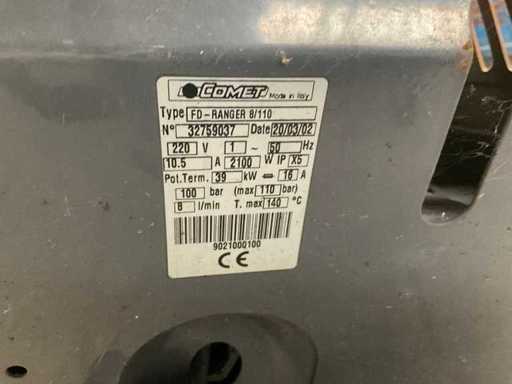 COMET Made in Italy
Type FD-RANGER 8/110
Nº 32759037 Date 20/03/02
220 V 1 ~ 50 Hz
10.5 A 2100 W IP X5
Pot.Term. 39 kW 16 A
100 bar (max 110 bar)
8 l/min T. max 140 °C
9021000100
CE